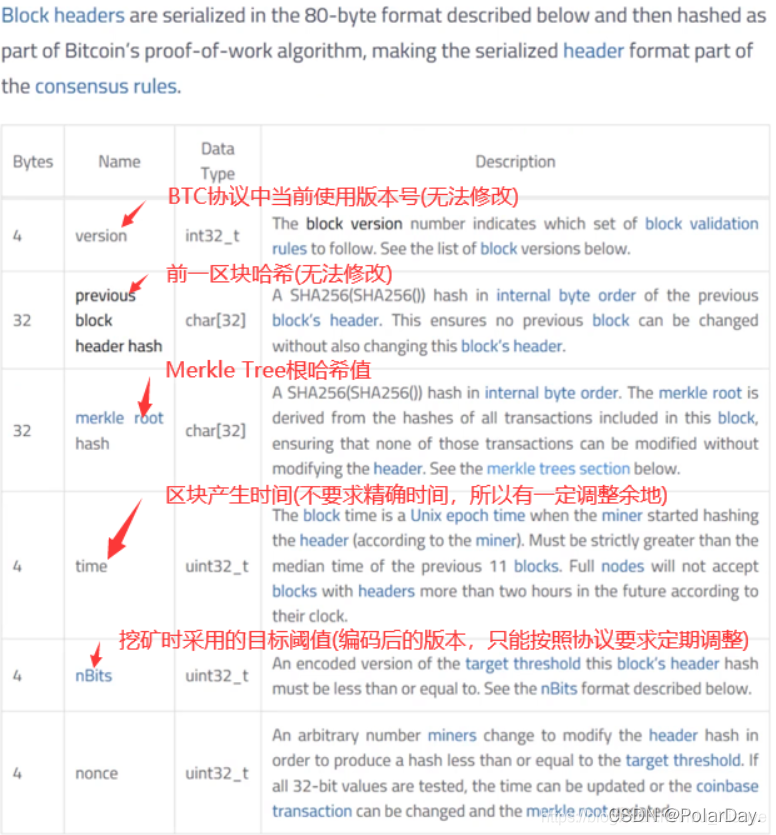 Block headers are serialized in the 80-byte format described below and then hashed as
part of Bitcoin's proof-of-work algorithm, making the serialized header format part of
the consensus rules.
Bytes Name Data Type Description
BTC协议中当前使用版本号(无法修改)
4 version int32_t The block version number indicates which set of block validation
rules to follow. See the list of block versions below.
前一区块哈希(无法修改)
32 previous block header hash char[32] A SHA256(SHA256()) hash in internal byte order of the previous
block's header. This ensures no previous block can be changed
without also changing this block's header.
Merkle Tree根哈希值
32 merkle root hash char[32] A SHA256(SHA256()) hash in internal byte order. The merkle root is
derived from the hashes of all transactions included in this block,
ensuring that none of those transactions can be modified without
modifying the header. See the merkle trees section below.
区块产生时间(不要求精确时间，所以有一定调整余地)
4 time uint32_t The block time is a Unix epoch time when the miner started hashing
the header (according to the miner). Must be strictly greater than the
median time of the previous 11 blocks. Full nodes will not accept
blocks with headers more than two hours in the future according to
their clock.
挖矿时采用的目标阈值(编码后的版本，只能按照协议要求定期调整)
4 nBits uint32_t An encoded version of the target threshold this block's header hash
must be less than or equal to. See the nBits format described below.
4 nonce uint32_t An arbitrary number miners change to modify the header hash in
order to produce a hash less than or equal to the target threshold. If
all 32-bit values are tested, the time can be updated or the coinbase
transaction can be changed and the merkle root updated.
CSDN @PolarDay.